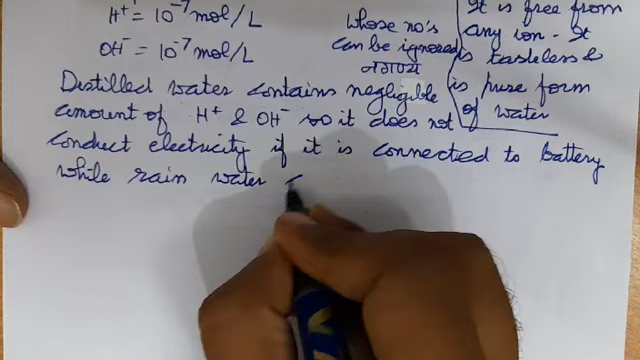 H⁺ = 10⁻⁷ mol/L
OH⁻ = 10⁻⁷ mol/L
whose no's
can be ignored
नगण्य
It is free from
any ion. It
is tasteless &
is pure form
of water
Distilled water contains negligible
amount of H⁺ & OH⁻ so it does not
conduct electricity if it is connected to battery
while rain water